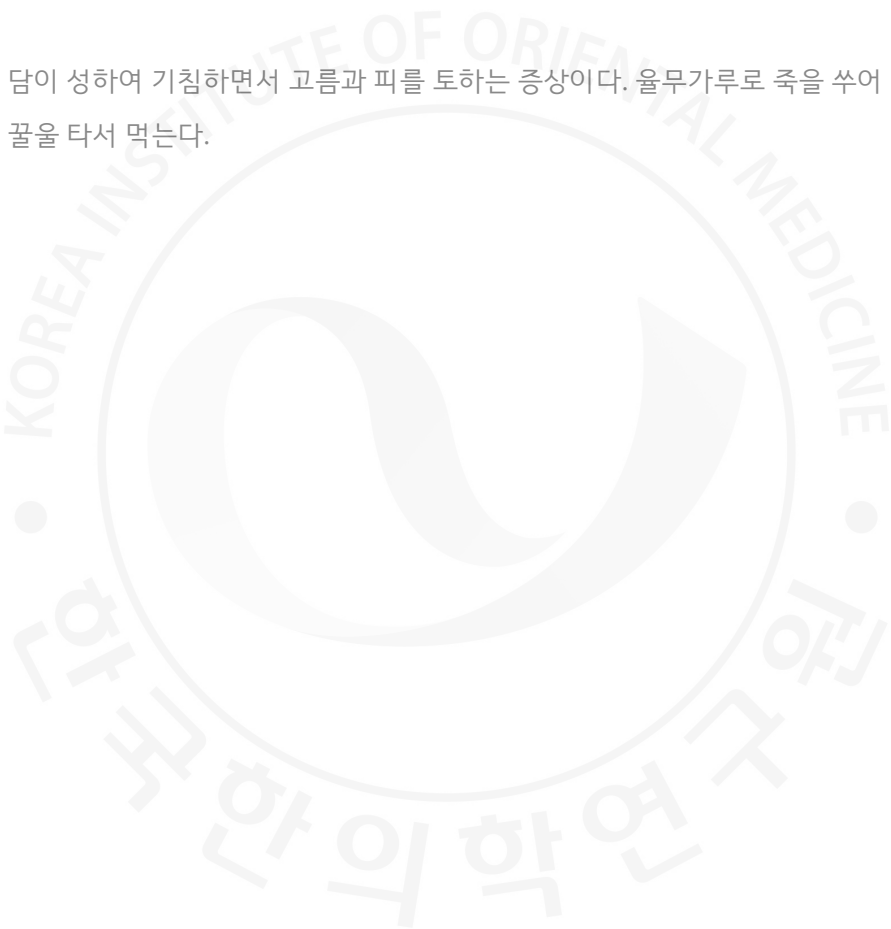 담이 성하여 기침하면서 고름과 피를 토하는 증상이다. 율무가루로 죽을 쑤어
꿀울 타서 먹는다.
KOREA INSTITUTE OF ORIENTAL MEDICINE
한국한의학연구원